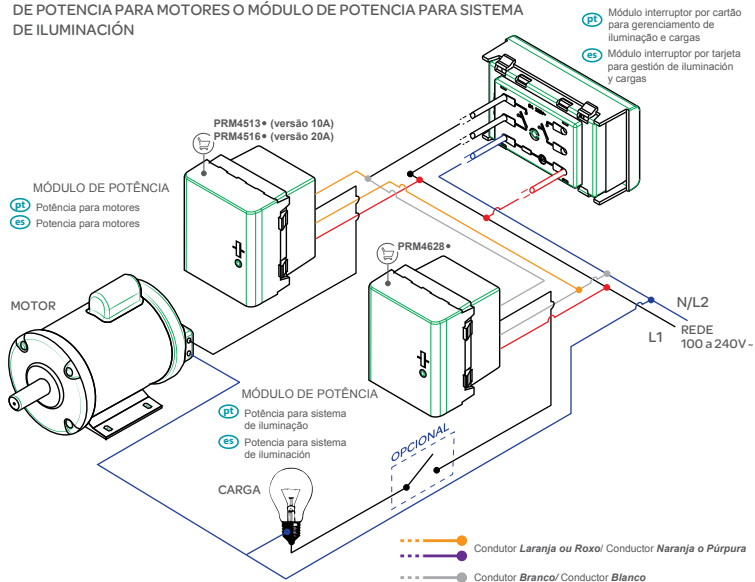 DE POTENCIA PARA MOTORES O MÓDULO DE POTENCIA PARA SISTEMA
DE ILUMINACIÓN
pt Módulo interruptor por cartão
para gerenciamento de
iluminação e cargas
es Módulo interruptor por tarjeta
para gestión de iluminación
y cargas
PRM4513• (versão 10A)
PRM4516• (versão 20A)
MÓDULO DE POTÊNCIA
pt Potência para motores
es Potencia para motores
PRM4628•
MOTOR
N/L2
L1
REDE
100 a 240V~
MÓDULO DE POTÊNCIA
pt Potência para sistema
de iluminação
es Potencia para sistema
de iluminación
OPCIONAL
CARGA
Condutor Laranja ou Roxo/ Conductor Naranja o Púrpura
Condutor Branco/ Conductor Blanco